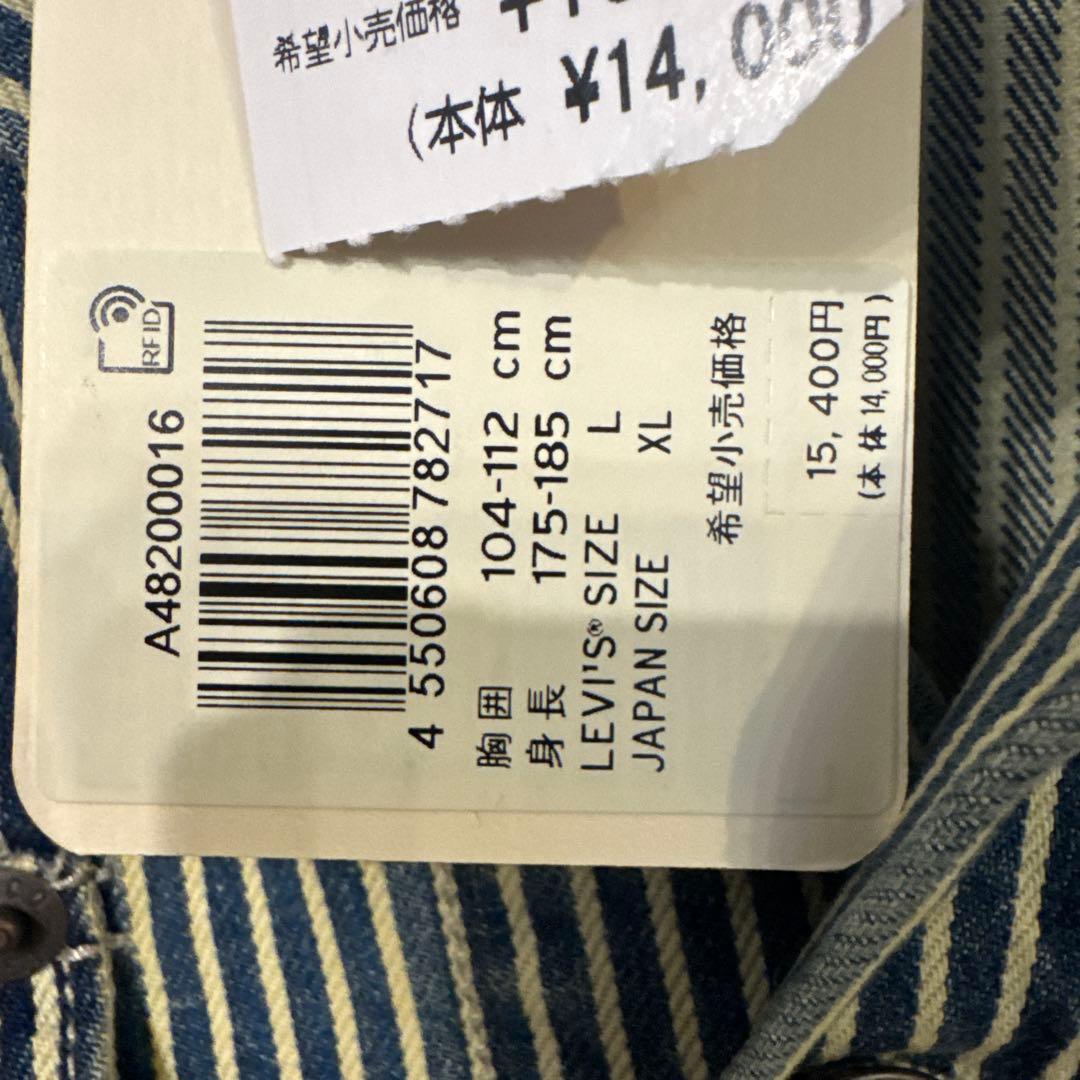 希望小売価格
(本体 ¥14,000
RFID
A48200016
4 550608 782717
胸囲 104-112 cm
身長 175-185 cm
LEVI'S® SIZE L
JAPAN SIZE XL
希望小売価格
15,400円
(本体14,000円)